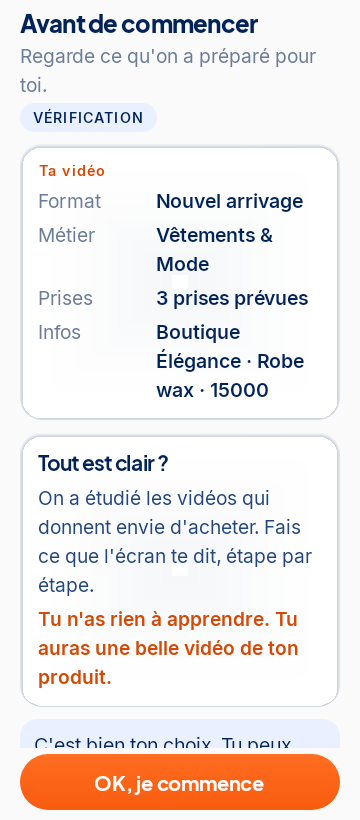 Avant de commencer
Regarde ce qu'on a préparé pour
toi.
VÉRIFICATION
Ta vidéo
Format Nouvel arrivage
Métier Vêtements &
Mode
Prises 3 prises prévues
Infos Boutique
Élégance · Robe
wax · 15000
Tout est clair ?
On a étudié les vidéos qui
donnent envie d'acheter. Fais
ce que l'écran te dit, étape par
étape.
Tu n'as rien à apprendre. Tu
auras une belle vidéo de ton
produit.
C'est bien ton choix. Tu peux
OK, je commence